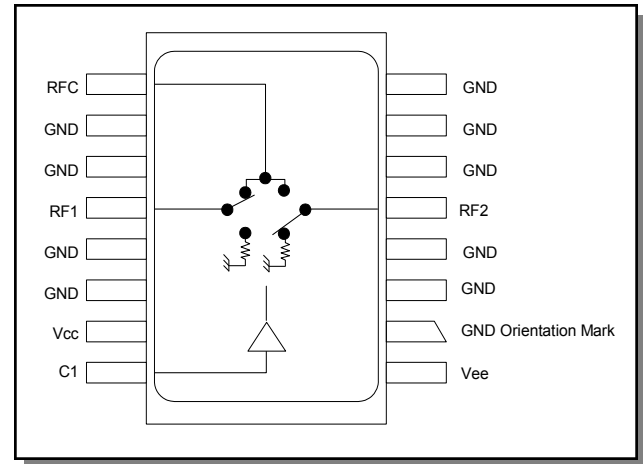 RFC
GND
GND
RF1
GND
GND
Vcc
C1
GND
GND
GND
RF2
GND
GND
GND Orientation Mark
Vee